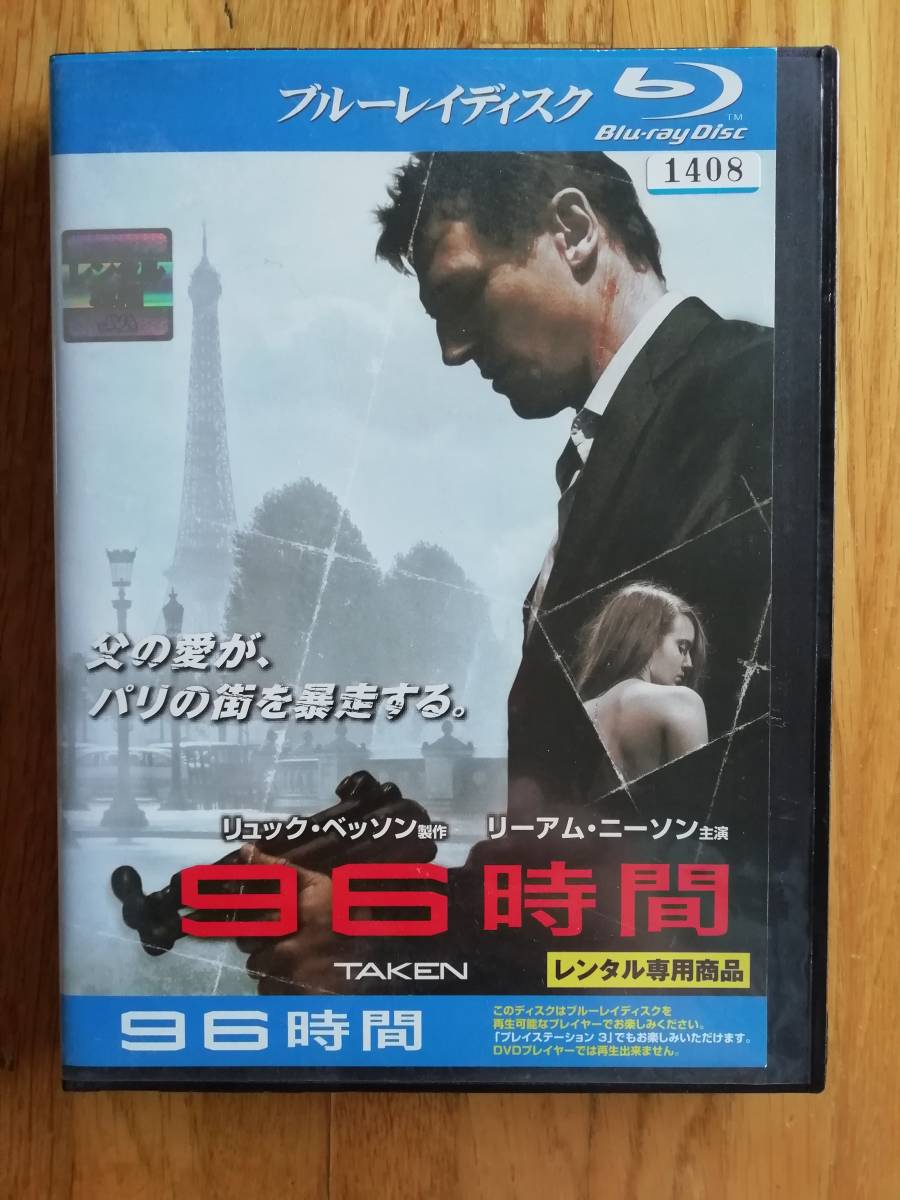 ブルーレイディスク
Blu-ray Disc
TM
1408
父の愛が、
パリの街を暴走する。
リュック・ベッソン製作 リーアム・ニーソン主演
96時間
TAKEN
レンタル専用商品
96時間
このディスクはブルーレイディスクを
再生可能なプレイヤーでお楽しみください。
「プレイステーション 3」でもお楽しみいただけます。
DVDプレイヤーでは再生出来ません。